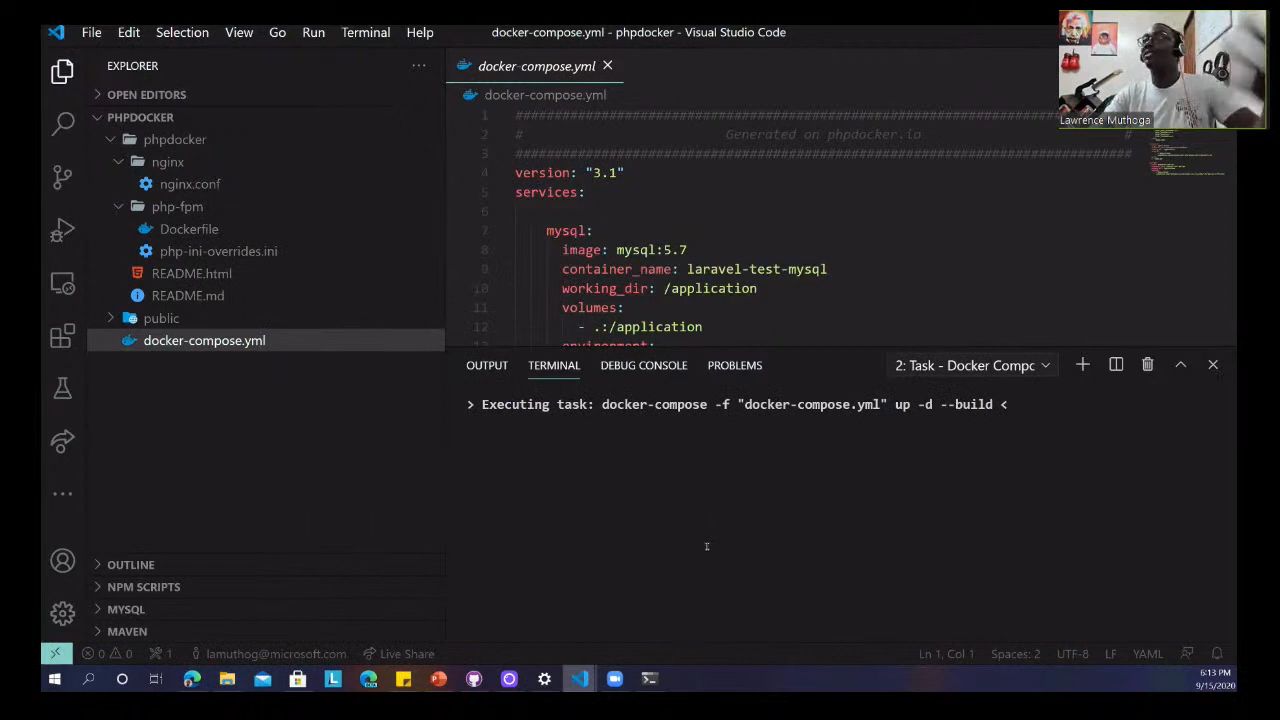 File Edit Selection View Go Run Terminal Help
docker-compose.yml - phpdocker - Visual Studio Code
Lawrence Muthoga
EXPLORER
OPEN EDITORS
PHPDOCKER
phpdocker
nginx
nginx.conf
php-fpm
Dockerfile
php-ini-overrides.ini
README.html
README.md
public
docker-compose.yml
OUTLINE
NPM SCRIPTS
MYSQL
MAVEN
docker-compose.yml
docker-compose.yml
1 ################################################################################
2 # Generated on phpdocker.io #
3 ################################################################################
4 version: "3.1"
5 services:
6
7 mysql:
8 image: mysql:5.7
9 container_name: laravel-test-mysql
10 working_dir: /application
11 volumes:
12 - .:/application
environment:
OUTPUT TERMINAL DEBUG CONSOLE PROBLEMS 2: Task - Docker Compc
> Executing task: docker-compose -f "docker-compose.yml" up -d --build <
0 0 1 lamuthog@microsoft.com Live Share Ln 1, Col 1 Spaces: 2 UTF-8 LF YAML
6:13 PM
9/15/2020